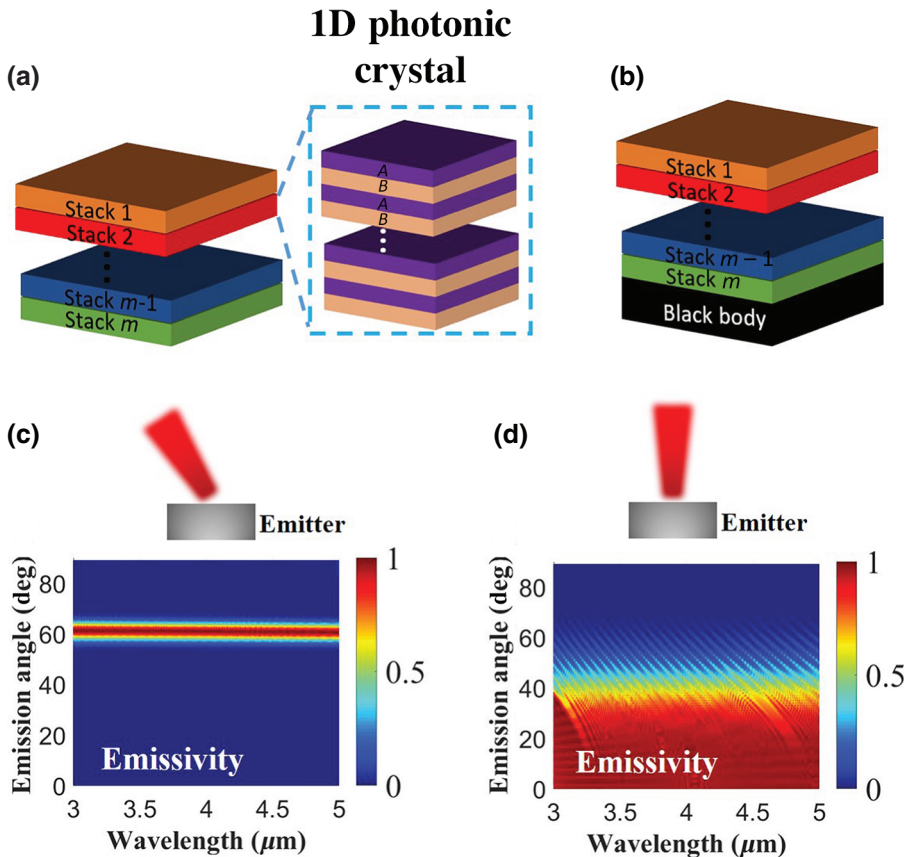 1D photonic
crystal
(a)
Stack 1
Stack 2
Stack m-1
Stack m
A
B
A
B
(b)
Stack 1
Stack 2
Stack m – 1
Stack m
Black body
(c)
Emitter
Emission angle (deg)
80
60
40
20
0
Emissivity
3
3.5
4
4.5
5
Wavelength (μm)
1
0.5
0
(d)
Emitter
Emission angle (deg)
80
60
40
20
0
Emissivity
3
3.5
4
4.5
5
Wavelength (μm)
1
0.5
0